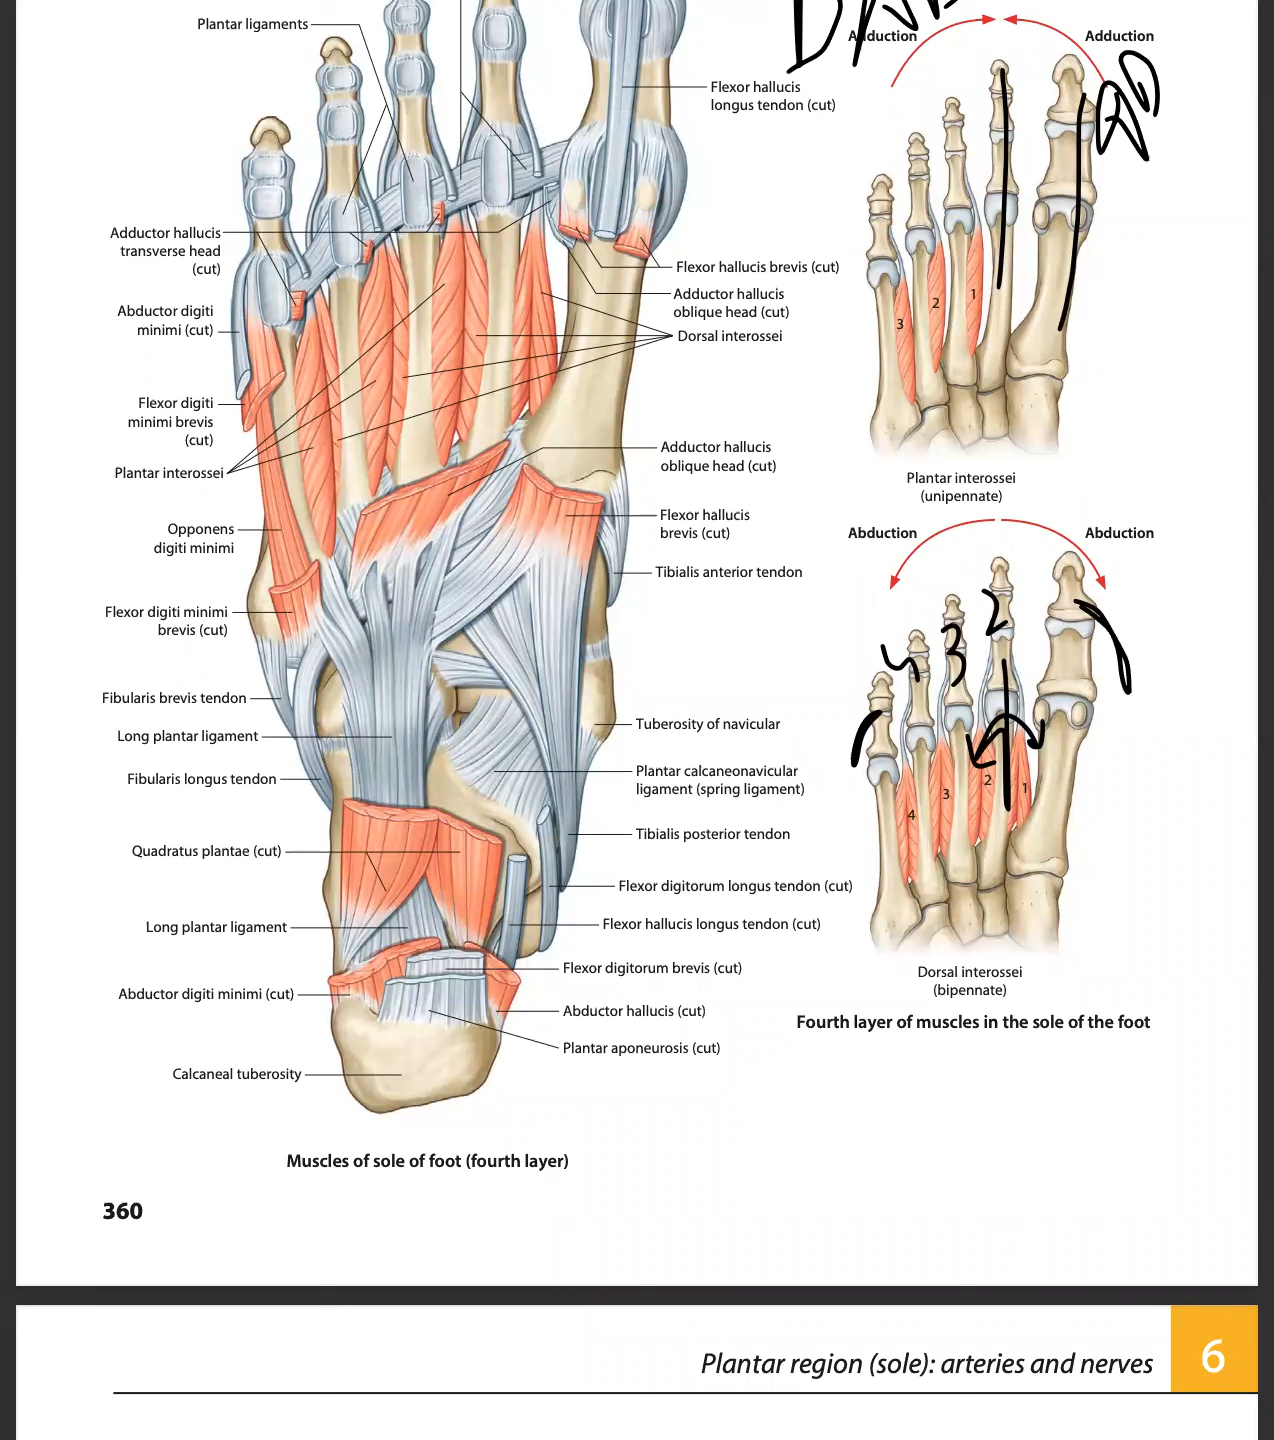 Plantar ligaments
Adduction
Adduction
Flexor hallucis
longus tendon (cut)
Adductor hallucis
transverse head
(cut)
Flexor hallucis brevis (cut)
Adductor hallucis
oblique head (cut)
Abductor digiti
minimi (cut)
Dorsal interossei
1
2
3
Flexor digiti
minimi brevis
(cut)
Adductor hallucis
oblique head (cut)
Plantar interossei
Plantar interossei
(unipennate)
Opponens
digiti minimi
Flexor hallucis
brevis (cut)
Abduction
Abduction
Tibialis anterior tendon
Flexor digiti minimi
brevis (cut)
2
3
4
Fibularis brevis tendon
Long plantar ligament
Tuberosity of navicular
Fibularis longus tendon
Plantar calcaneonavicular
ligament (spring ligament)
2
1
3
4
Tibialis posterior tendon
Quadratus plantae (cut)
Flexor digitorum longus tendon (cut)
Long plantar ligament
Flexor hallucis longus tendon (cut)
Flexor digitorum brevis (cut)
Dorsal interossei
(bipennate)
Abductor digiti minimi (cut)
Abductor hallucis (cut)
Fourth layer of muscles in the sole of the foot
Plantar aponeurosis (cut)
Calcaneal tuberosity
Muscles of sole of foot (fourth layer)
360
Plantar region (sole): arteries and nerves
6